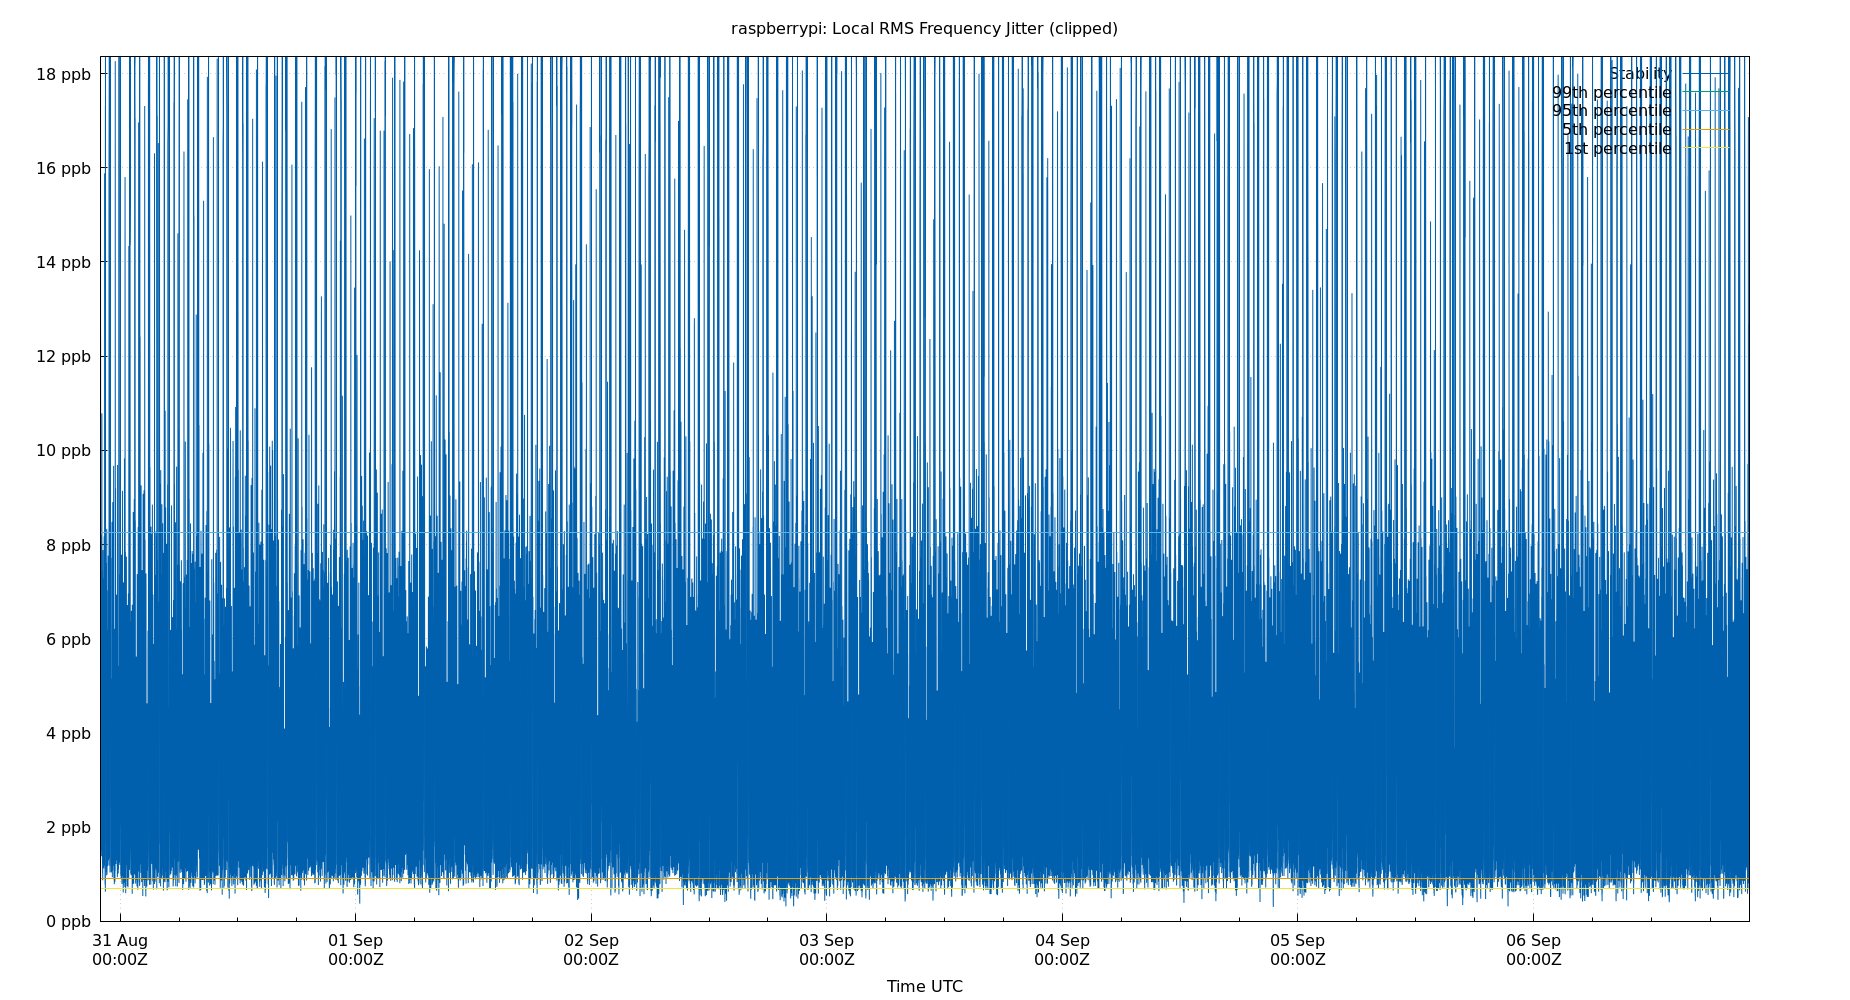 raspberrypi: Local RMS Frequency Jitter (clipped)
18 ppb
16 ppb
14 ppb
12 ppb
10 ppb
8 ppb
6 ppb
4 ppb
2 ppb
0 ppb
Stability
99th percentile
95th percentile
5th percentile
1st percentile
31 Aug 01 Sep 02 Sep 03 Sep 04 Sep 05 Sep 06 Sep
00:00Z 00:00Z 00:00Z 00:00Z 00:00Z 00:00Z 00:00Z
Time UTC